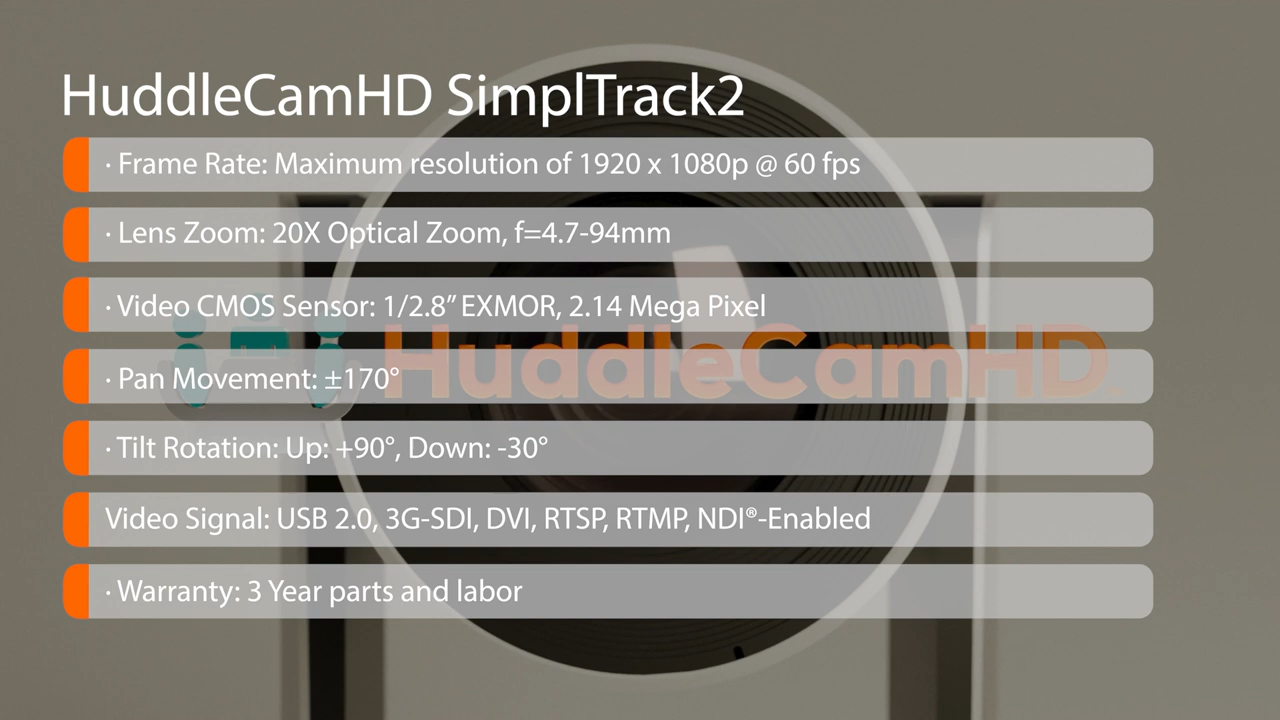 HuddleCamHD SimplTrack2
· Frame Rate: Maximum resolution of 1920 x 1080p @ 60 fps
· Lens Zoom: 20X Optical Zoom, f=4.7-94mm
· Video CMOS Sensor: 1/2.8” EXMOR, 2.14 Mega Pixel
HuddleCamHD
· Pan Movement: ±170°
· Tilt Rotation: Up: +90°, Down: -30°
Video Signal: USB 2.0, 3G-SDI, DVI, RTSP, RTMP, NDI®-Enabled
· Warranty: 3 Year parts and labor